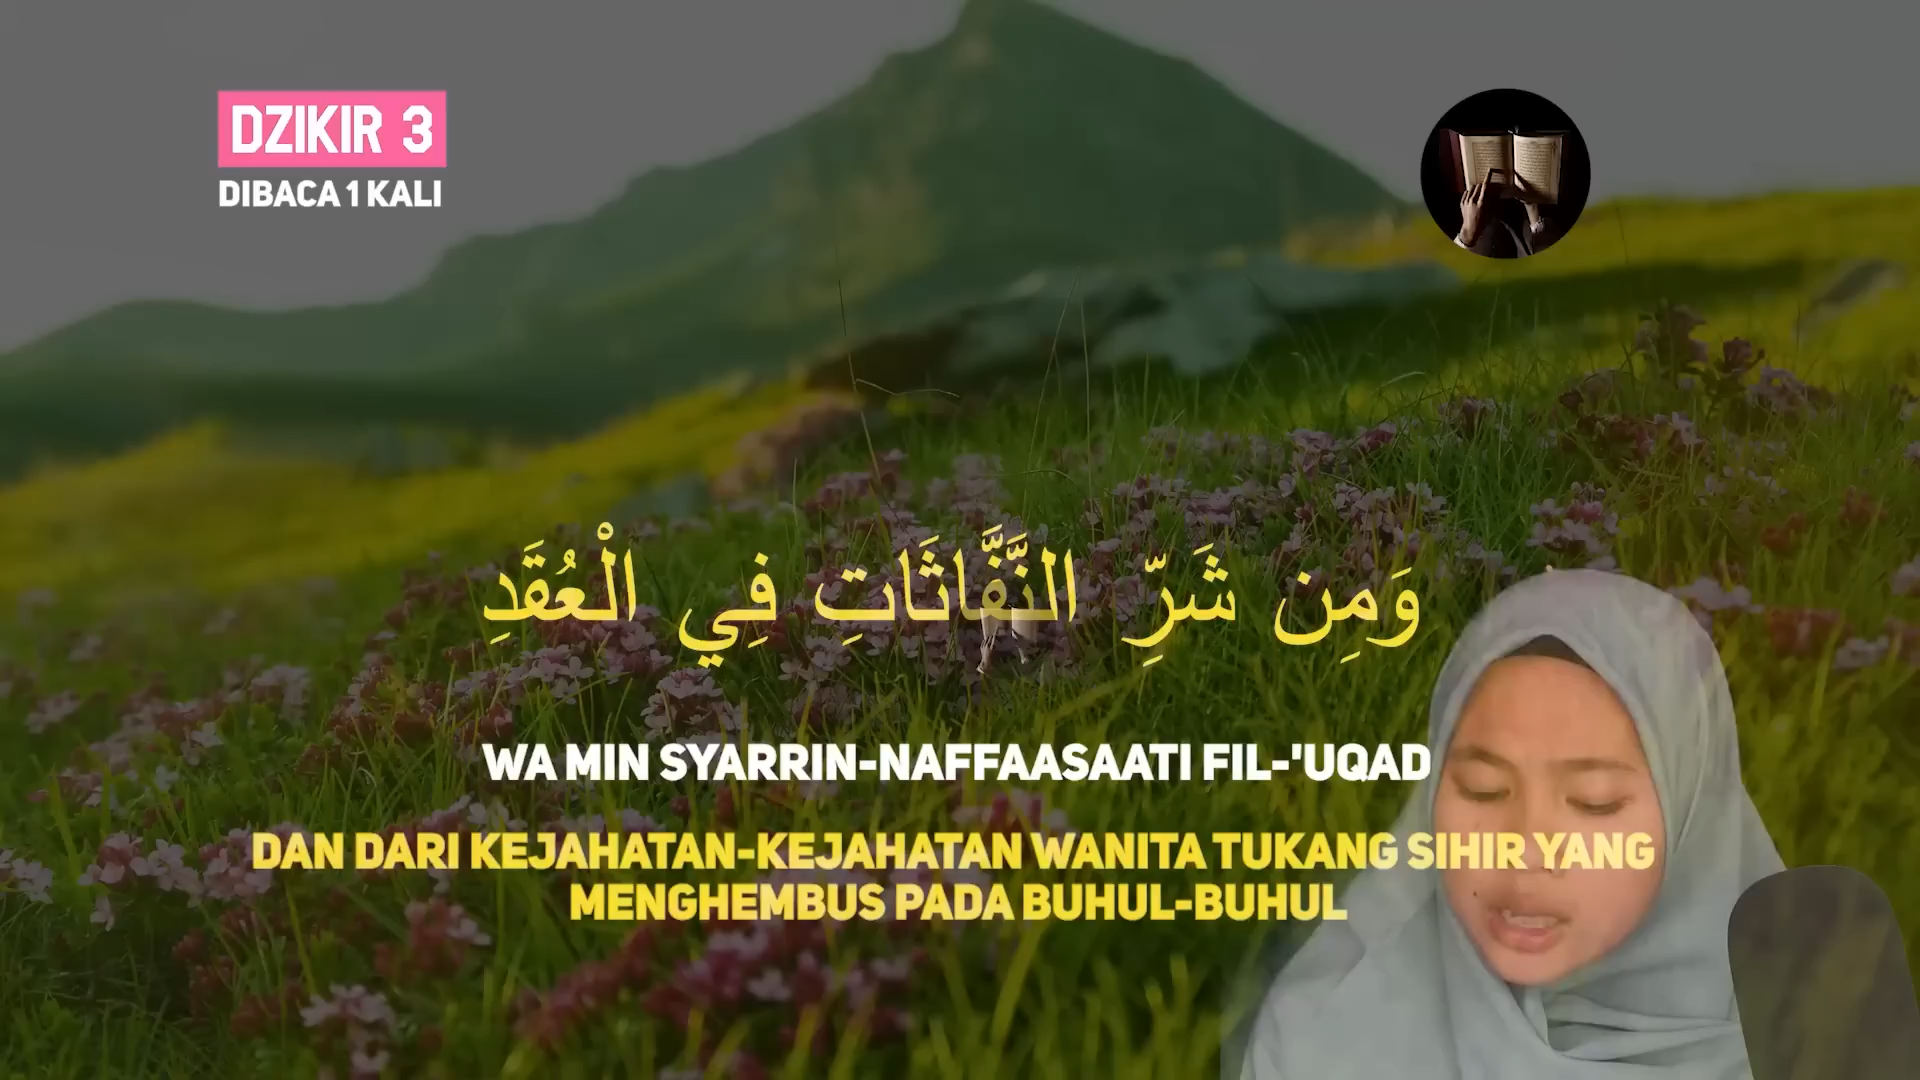 DZIKIR 3
DIBACA 1 KALI
وَمِن شَرِّ النَّفَّاثَاتِ فِي الْعُقَدِ
WA MIN SYARRIN-NAFFAASAATI FIL-'UQAD
DAN DARI KEJAHATAN-KEJAHATAN WANITA TUKANG SIHIR YANG
MENGHEMBUS PADA BUHUL-BUHUL